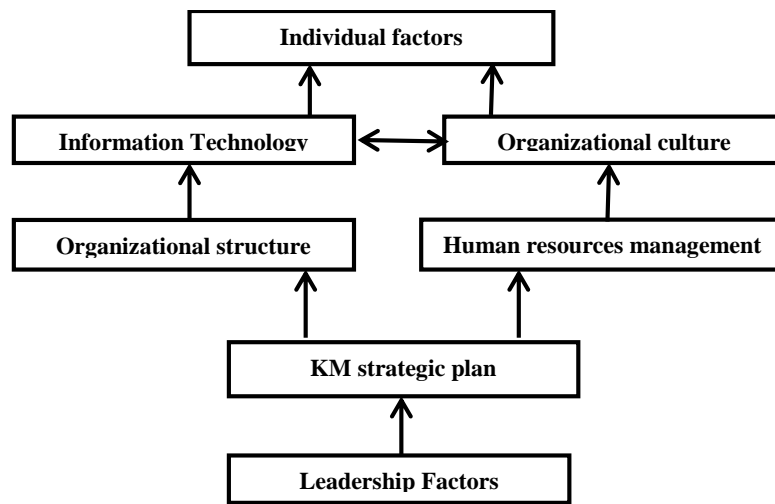 Individual factors
Information Technology
Organizational culture
Organizational structure
Human resources management
KM strategic plan
Leadership Factors